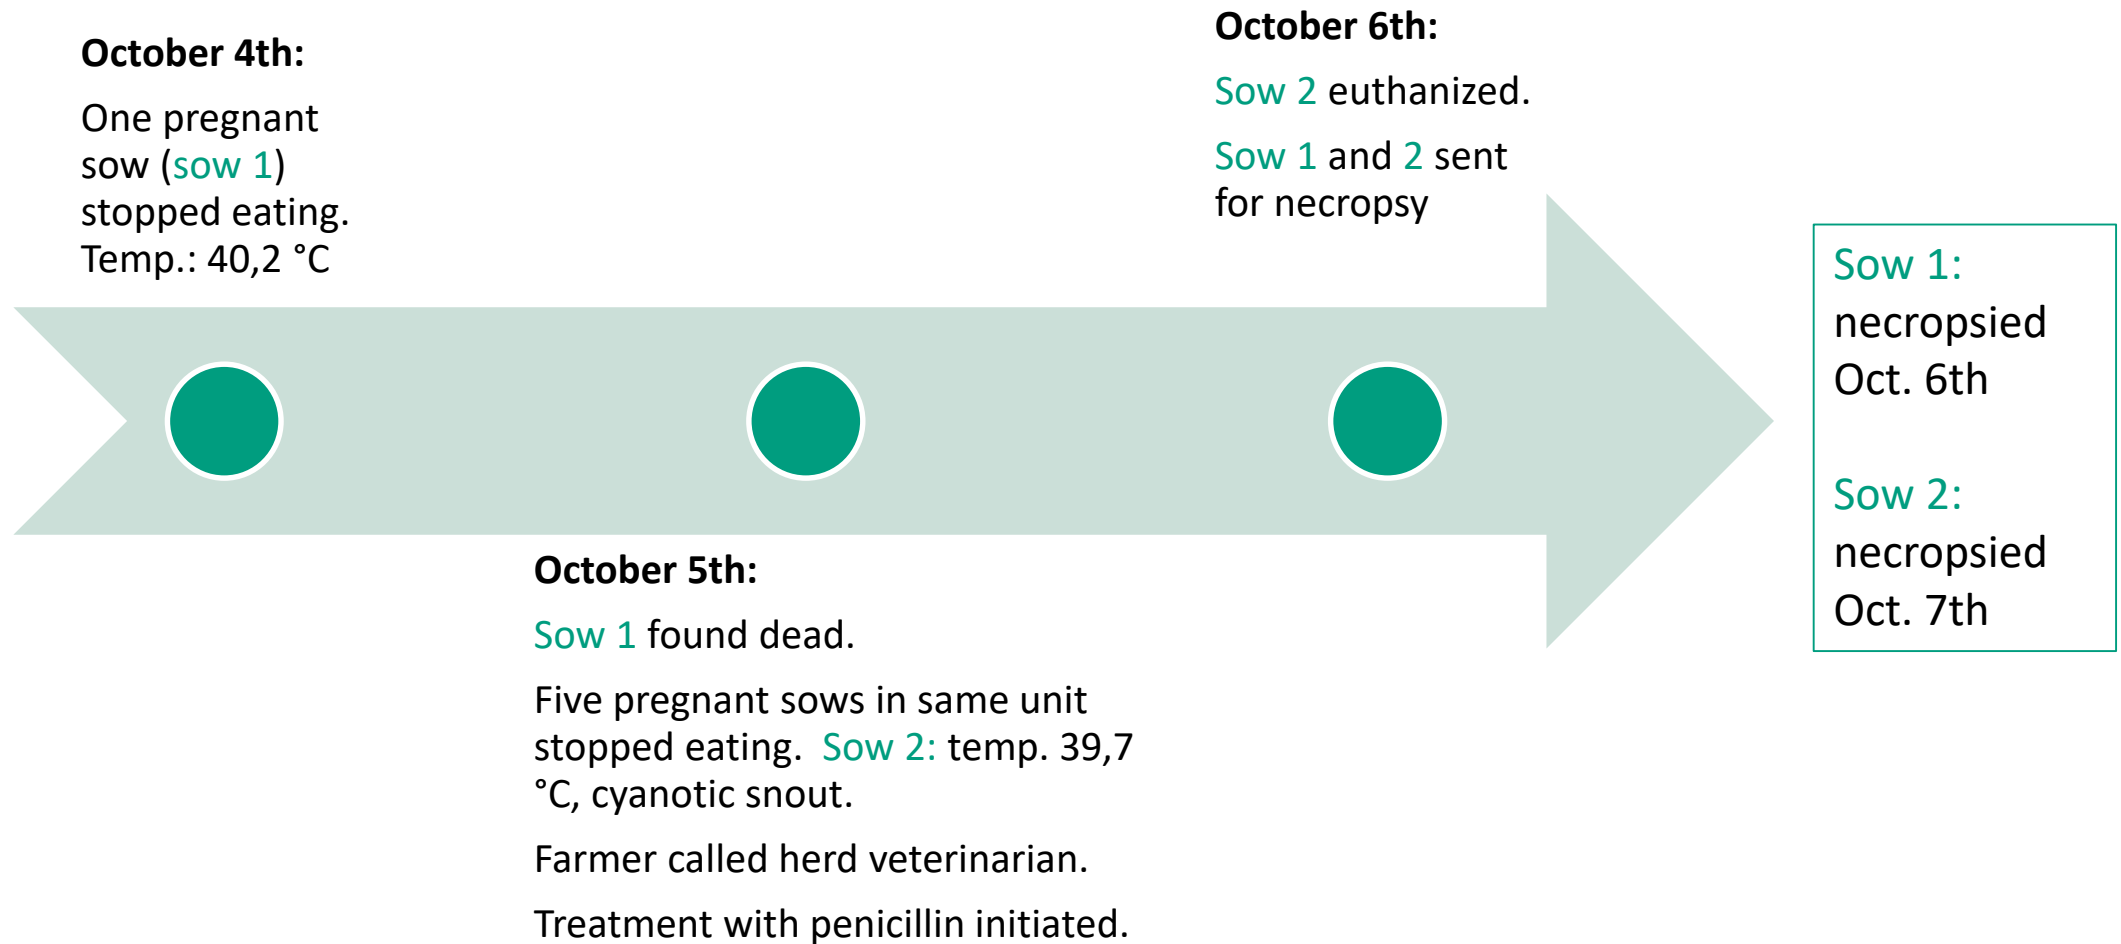 October 4th:
One pregnant
sow (sow 1)
stopped eating.
Temp.: 40,2 °C
October 5th:
Sow 1 found dead.
Five pregnant sows in same unit
stopped eating.  Sow 2: temp. 39,7
°C, cyanotic snout.
Farmer called herd veterinarian.
Treatment with penicillin initiated.
October 6th:
Sow 2 euthanized.
Sow 1 and 2 sent
for necropsy
Sow 1:
necropsied
Oct. 6th
Sow 2:
necropsied
Oct. 7th